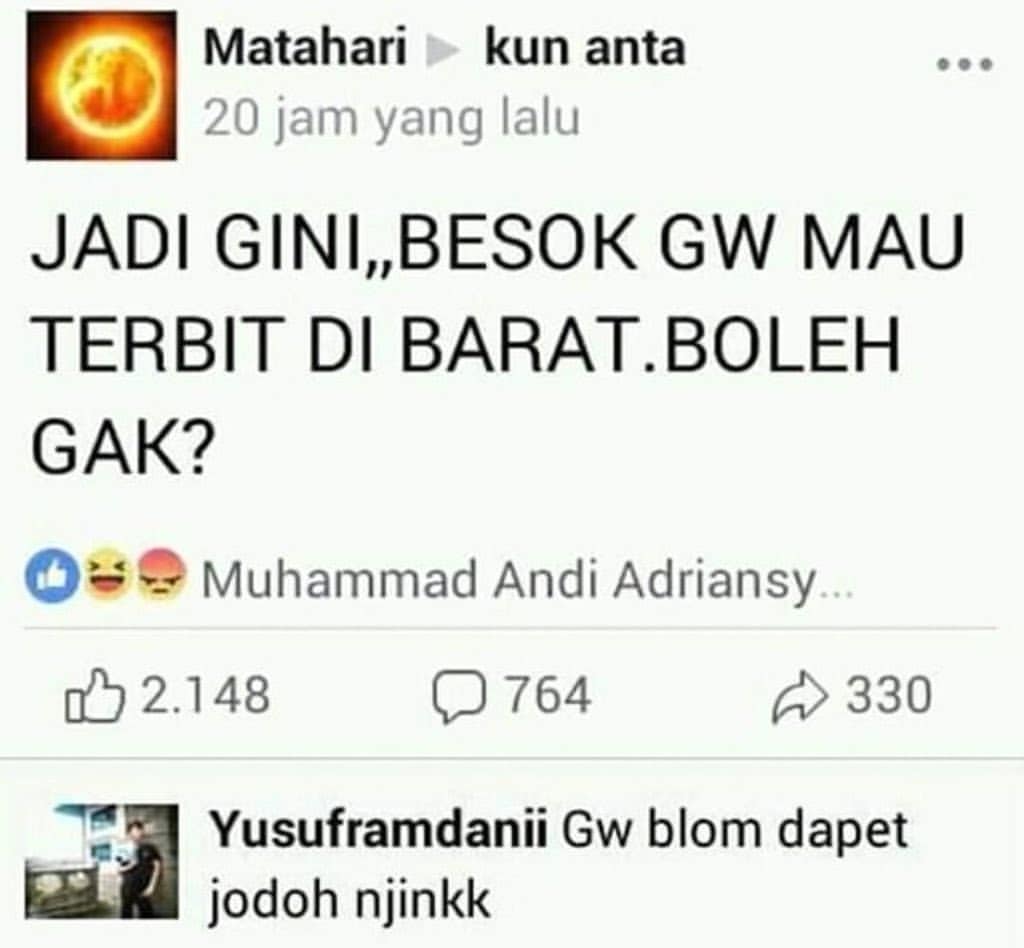 Matahari ▶ kun anta
20 jam yang lalu
JADI GINI,,BESOK GW MAU
TERBIT DI BARAT.BOLEH
GAK?
Muhammad Andi Adriansy...
2.148 764 330
Yusuframdanii Gw blom dapet
jodoh njinkk